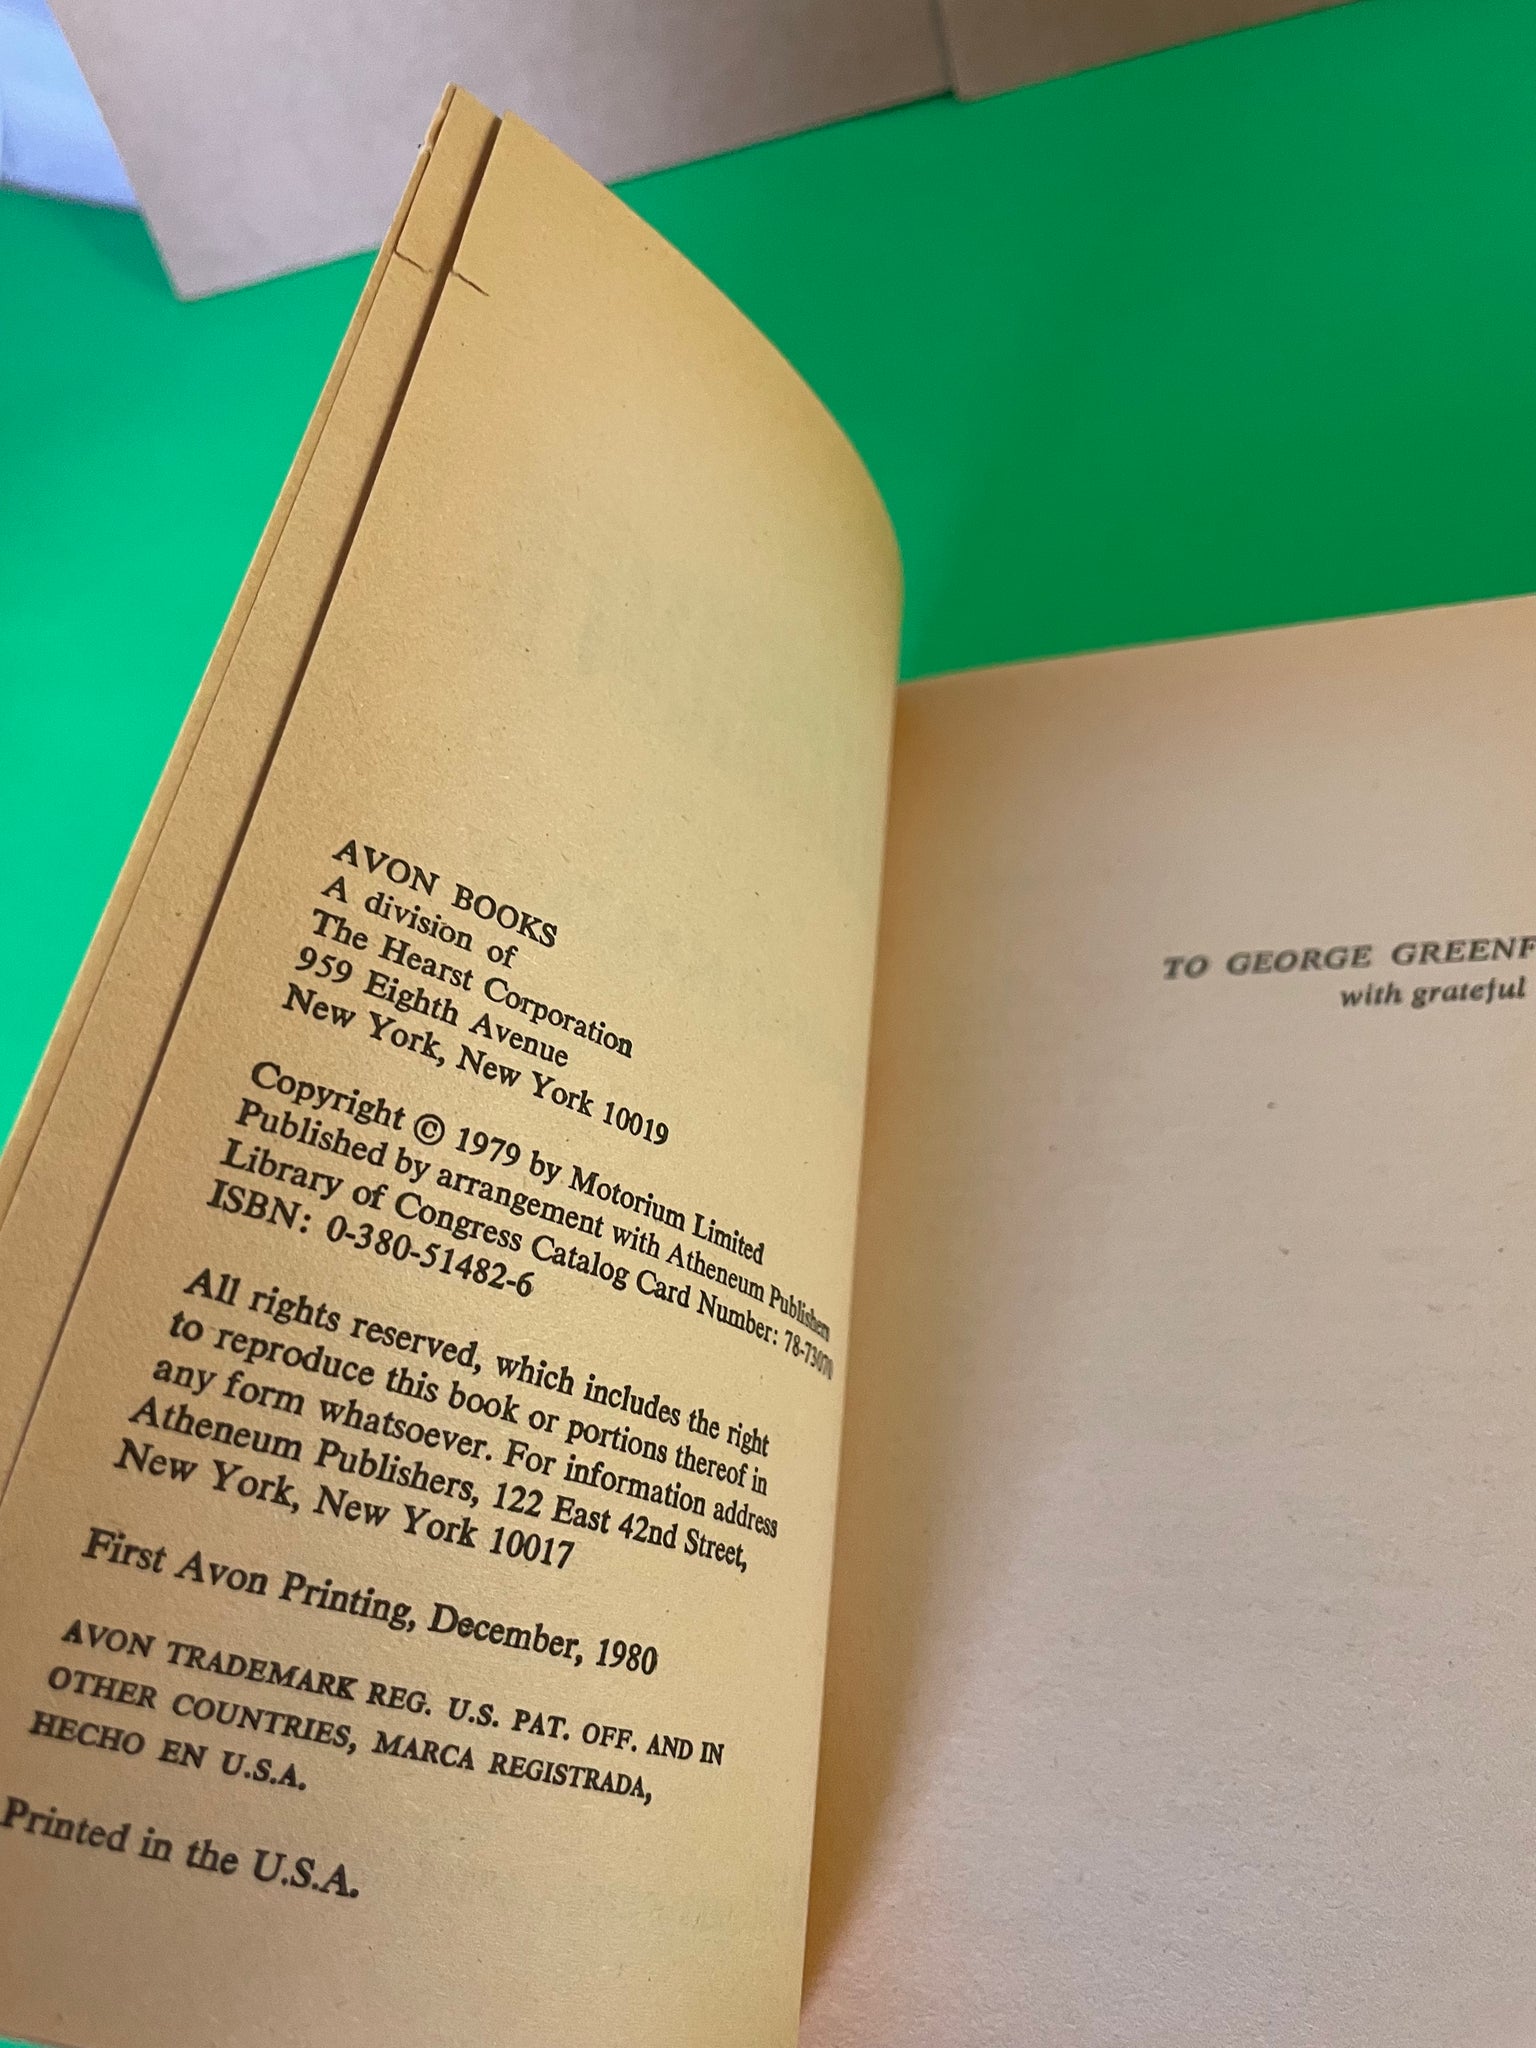 AVON BOOKS
A division of
The Hearst Corporation
959 Eighth Avenue
New York, New York 10019
Copyright © 1979 by Motorium Limited
Published by arrangement with Atheneum Publishers
Library of Congress Catalog Card Number: 78-73070
ISBN: 0-380-51482-6
All rights reserved, which includes the right
to reproduce this book or portions thereof in
any form whatsoever. For information address
Atheneum Publishers, 122 East 42nd Street,
New York, New York 10017
First Avon Printing, December, 1980
AVON TRADEMARK REG. U.S. PAT. OFF. AND IN
OTHER COUNTRIES, MARCA REGISTRADA,
HECHO EN U.S.A.
Printed in the U.S.A.
TO GEORGE GREENF
with grateful